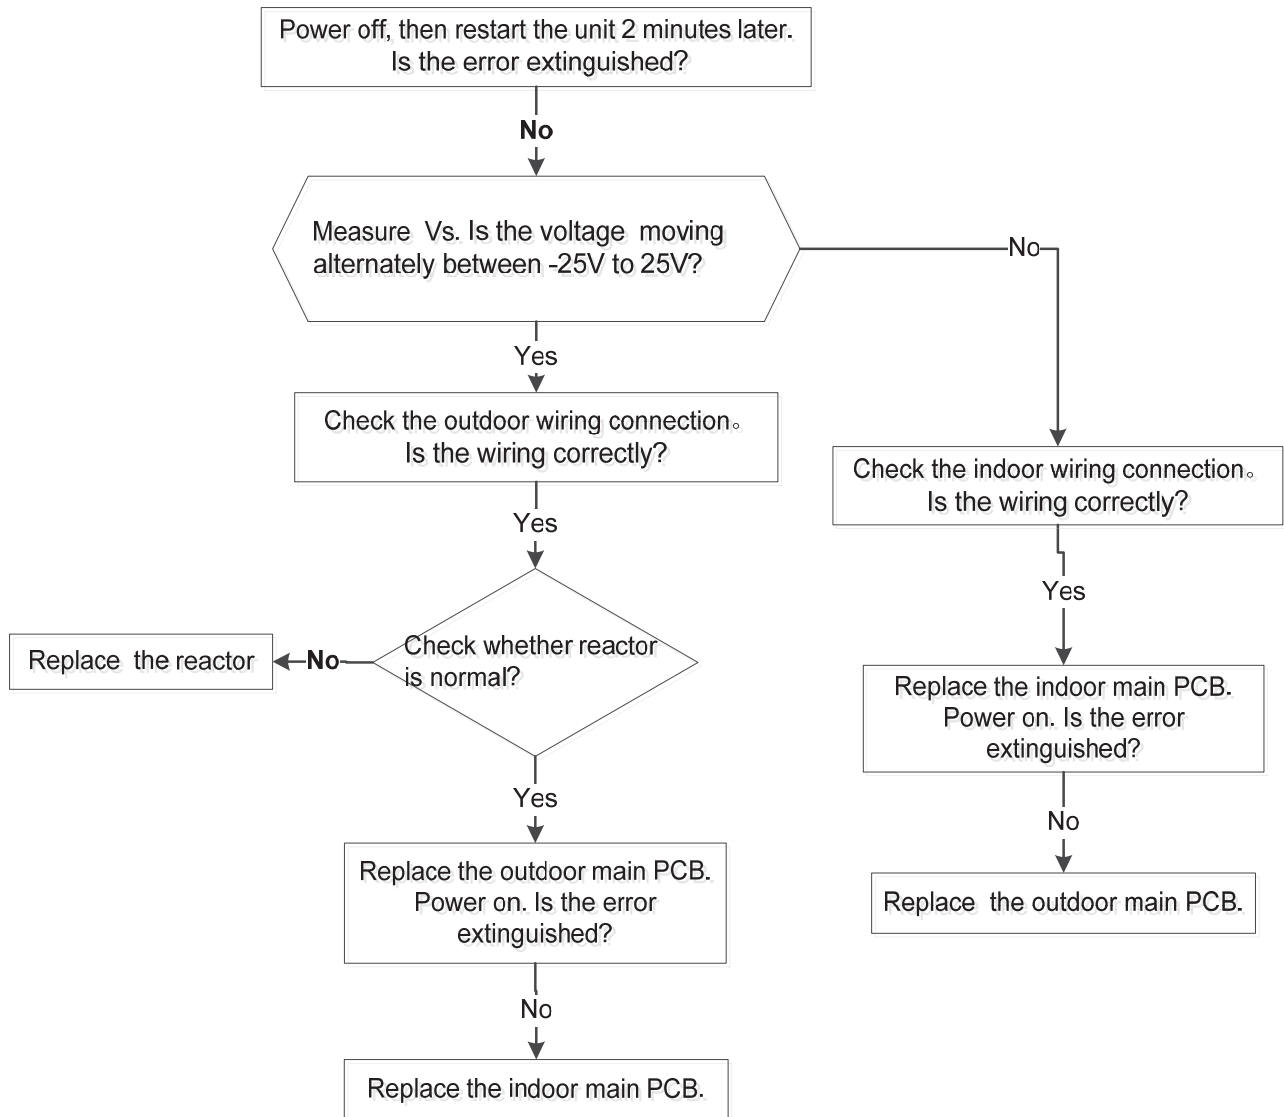 Power off, then restart the unit 2 minutes later.
Is the error extinguished?
No
Measure Vs. Is the voltage moving
alternately between -25V to 25V?
No
Yes
Check the outdoor wiring connection。
Is the wiring correctly?
Check the indoor wiring connection。
Is the wiring correctly?
Yes
Yes
Check whether reactor
is normal?
No
Replace the reactor
Replace the indoor main PCB.
Power on. Is the error
extinguished?
Yes
No
Replace the outdoor main PCB.
Power on. Is the error
extinguished?
Replace the outdoor main PCB.
No
Replace the indoor main PCB.